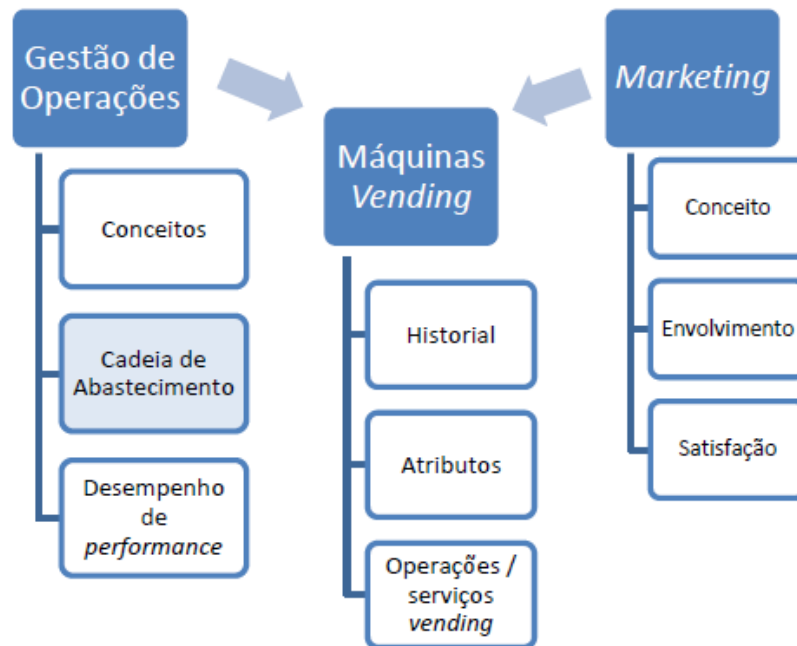 Gestão de
Operações
Conceitos
Cadeia de
Abastecimento
Desempenho
de
performance
Máquinas
Vending
Historial
Atributos
Operações /
serviços
vending
Marketing
Conceito
Envolvimento
Satisfação